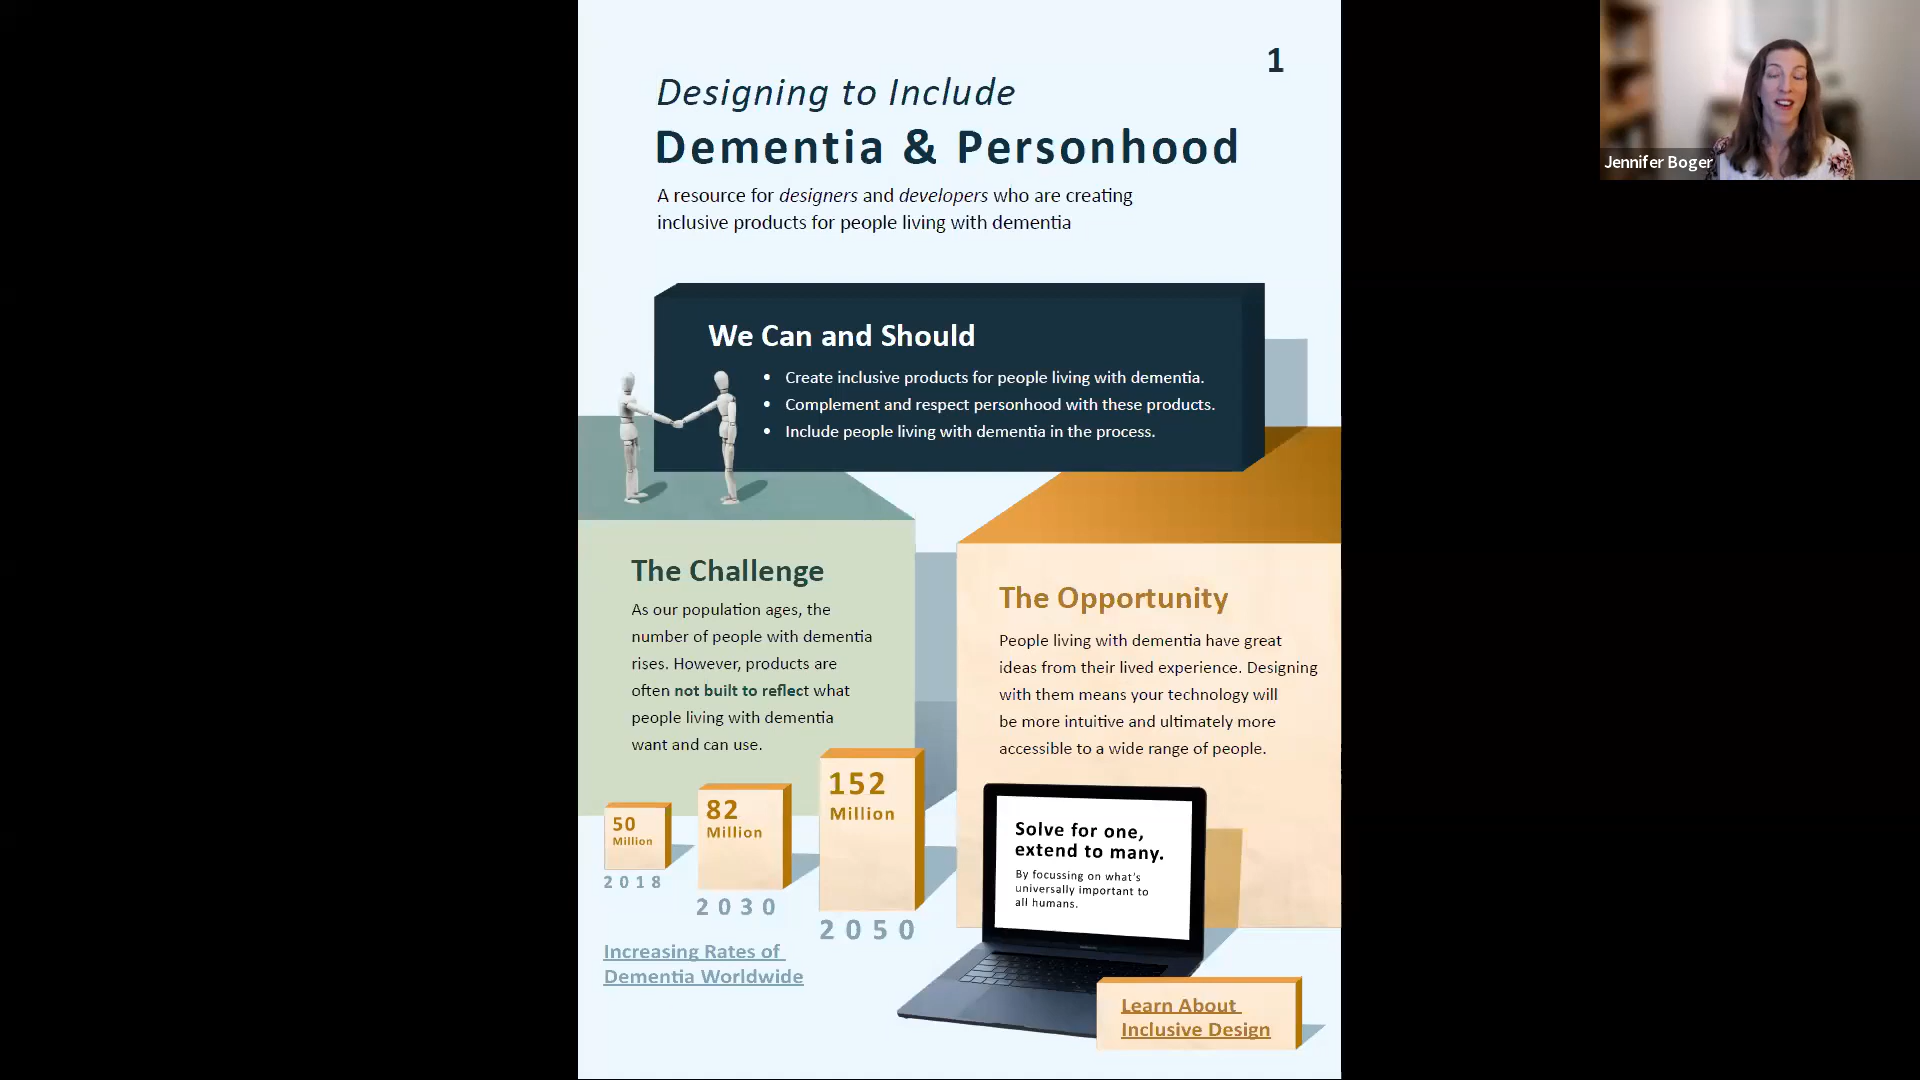 1
Designing to Include
Dementia & Personhood
A resource for designers and developers who are creating
inclusive products for people living with dementia
We Can and Should
• Create inclusive products for people living with dementia.
• Complement and respect personhood with these products.
• Include people living with dementia in the process.
The Challenge
As our population ages, the
number of people with dementia
rises. However, products are
often not built to reflect what
people living with dementia
want and can use.
50
Million
2018
82
Million
2030
152
Million
2050
Increasing Rates of
Dementia Worldwide
The Opportunity
People living with dementia have great
ideas from their lived experience. Designing
with them means your technology will
be more intuitive and ultimately more
accessible to a wide range of people.
Solve for one,
extend to many.
By focussing on what's
universally important to
all humans.
Learn About
Inclusive Design
Jennifer Boger